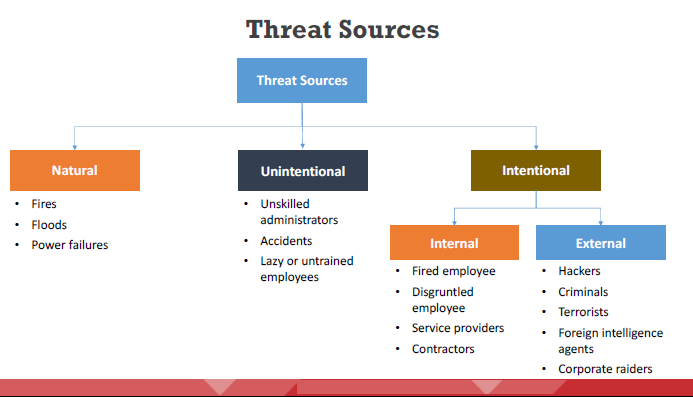 Threat Sources
Threat Sources
Natural
• Fires
• Floods
• Power failures
Unintentional
• Unskilled
administrators
• Accidents
• Lazy or untrained
employees
Intentional
Internal
• Fired employee
• Disgruntled
employee
• Service providers
• Contractors
External
• Hackers
• Criminals
• Terrorists
• Foreign intelligence
agents
• Corporate raiders